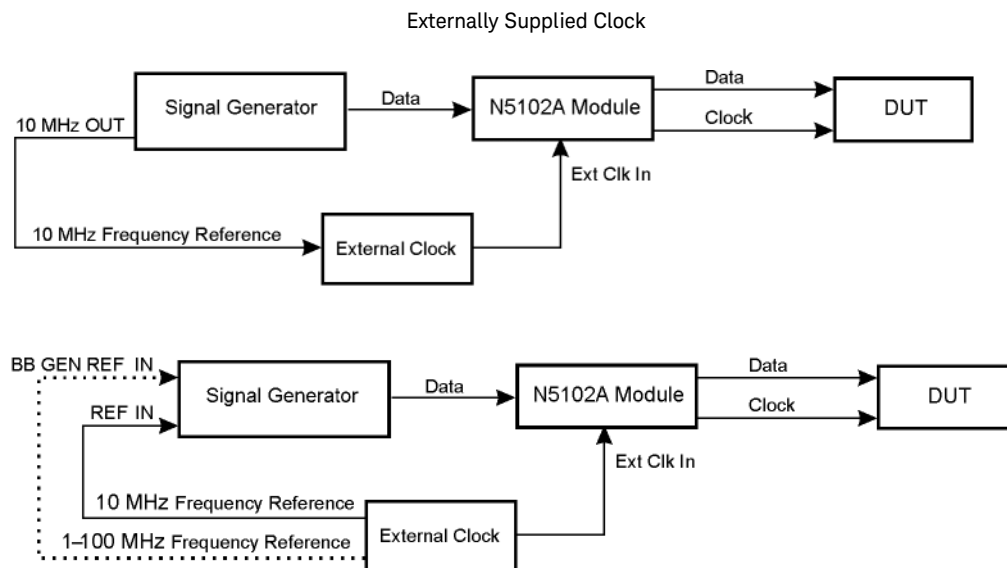 Externally Supplied Clock
Signal Generator
Data
N5102A Module
Data
Clock
DUT
10 MHz OUT
Ext Clk In
10 MHz Frequency Reference
External Clock
BB GEN REF IN
REF IN
Signal Generator
Data
N5102A Module
Data
Clock
DUT
Ext Clk In
10 MHz Frequency Reference
1–100 MHz Frequency Reference
External Clock